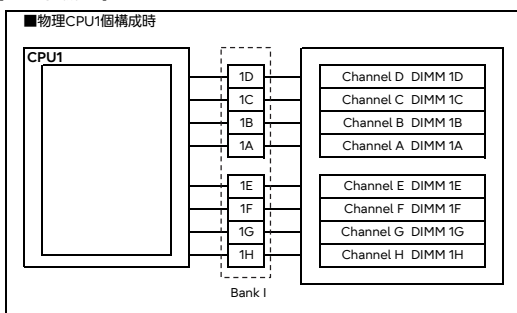 ■物理CPU1個構成時
CPU1
1D Channel D DIMM 1D
1C Channel C DIMM 1C
1B Channel B DIMM 1B
1A Channel A DIMM 1A
1E Channel E DIMM 1E
1F Channel F DIMM 1F
1G Channel G DIMM 1G
1H Channel H DIMM 1H
Bank I